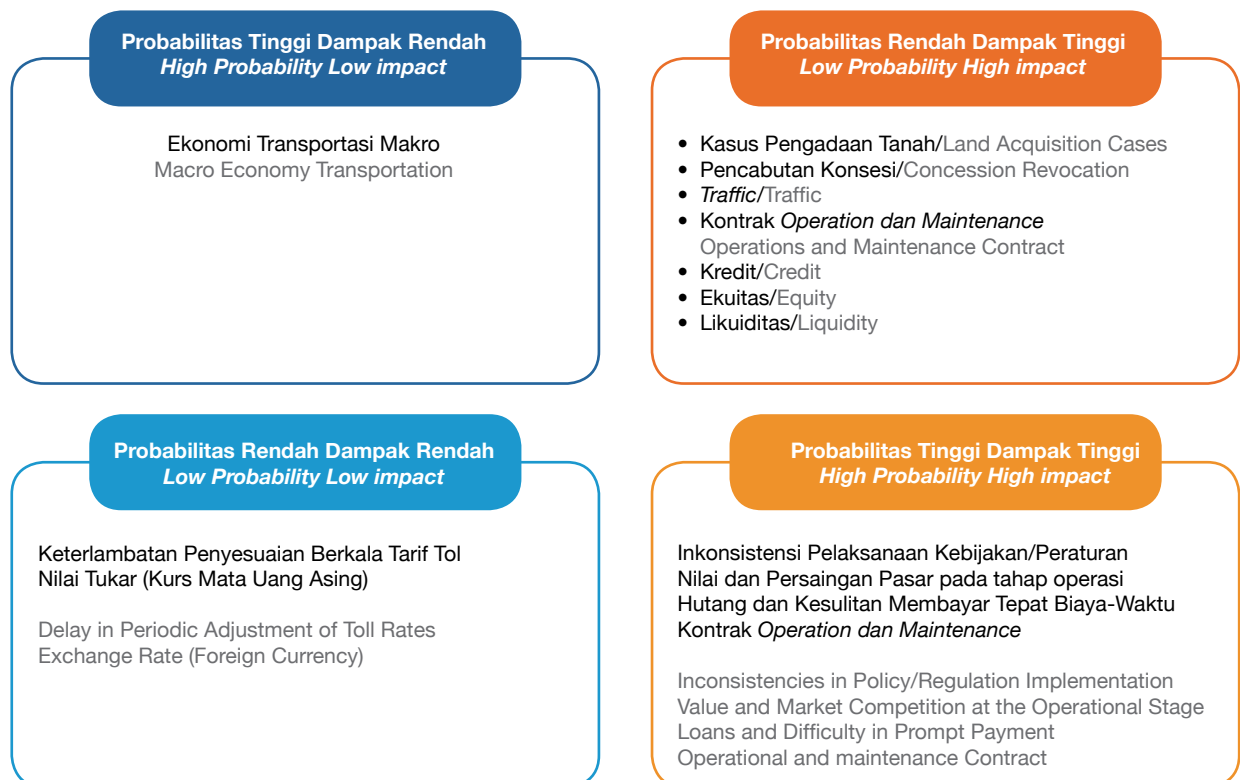 Probabilitas Tinggi Dampak Rendah
High Probability Low impact
Ekonomi Transportasi Makro
Macro Economy Transportation
Probabilitas Rendah Dampak Tinggi
Low Probability High impact
• Kasus Pengadaan Tanah/Land Acquisition Cases
• Pencabutan Konsesi/Concession Revocation
• Traffic/Traffic
• Kontrak Operation dan Maintenance
Operations and Maintenance Contract
• Kredit/Credit
• Ekuitas/Equity
• Likuiditas/Liquidity
Probabilitas Rendah Dampak Rendah
Low Probability Low impact
Keterlambatan Penyesuaian Berkala Tarif Tol
Nilai Tukar (Kurs Mata Uang Asing)
Delay in Periodic Adjustment of Toll Rates
Exchange Rate (Foreign Currency)
Probabilitas Tinggi Dampak Tinggi
High Probability High impact
Inkonsistensi Pelaksanaan Kebijakan/Peraturan
Nilai dan Persaingan Pasar pada tahap operasi
Hutang dan Kesulitan Membayar Tepat Biaya-Waktu
Kontrak Operation dan Maintenance
Inconsistencies in Policy/Regulation Implementation
Value and Market Competition at the Operational Stage
Loans and Difficulty in Prompt Payment
Operational and maintenance Contract